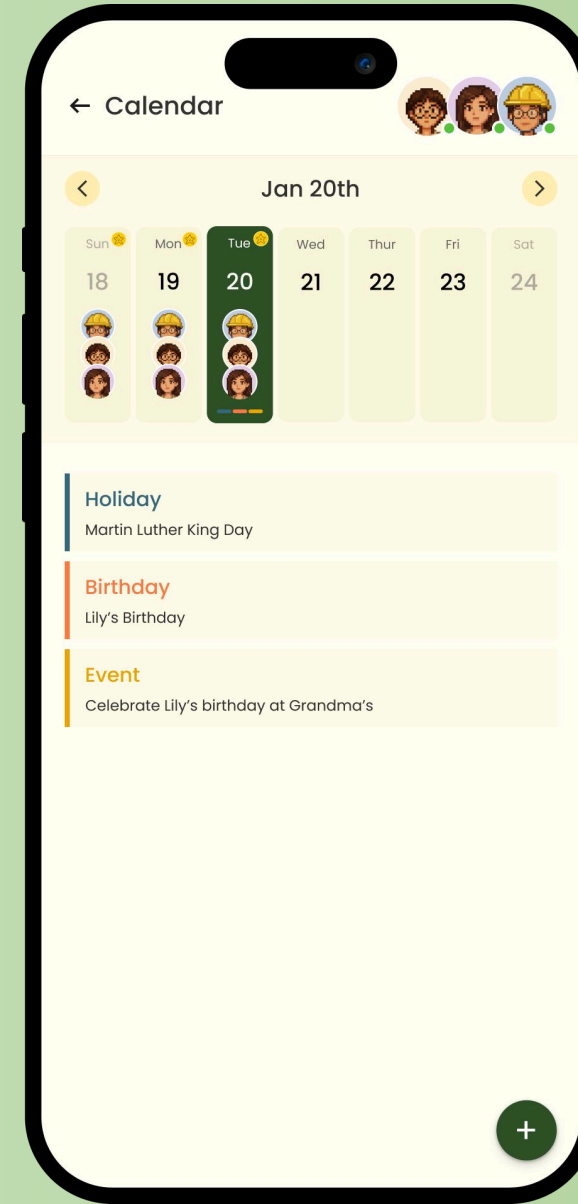 ← Calendar
< Jan 20th >
Sun Mon Tue Wed Thur Fri Sat
18 19 20 21 22 23 24
Holiday
Martin Luther King Day
Birthday
Lily’s Birthday
Event
Celebrate Lily’s birthday at Grandma’s
+